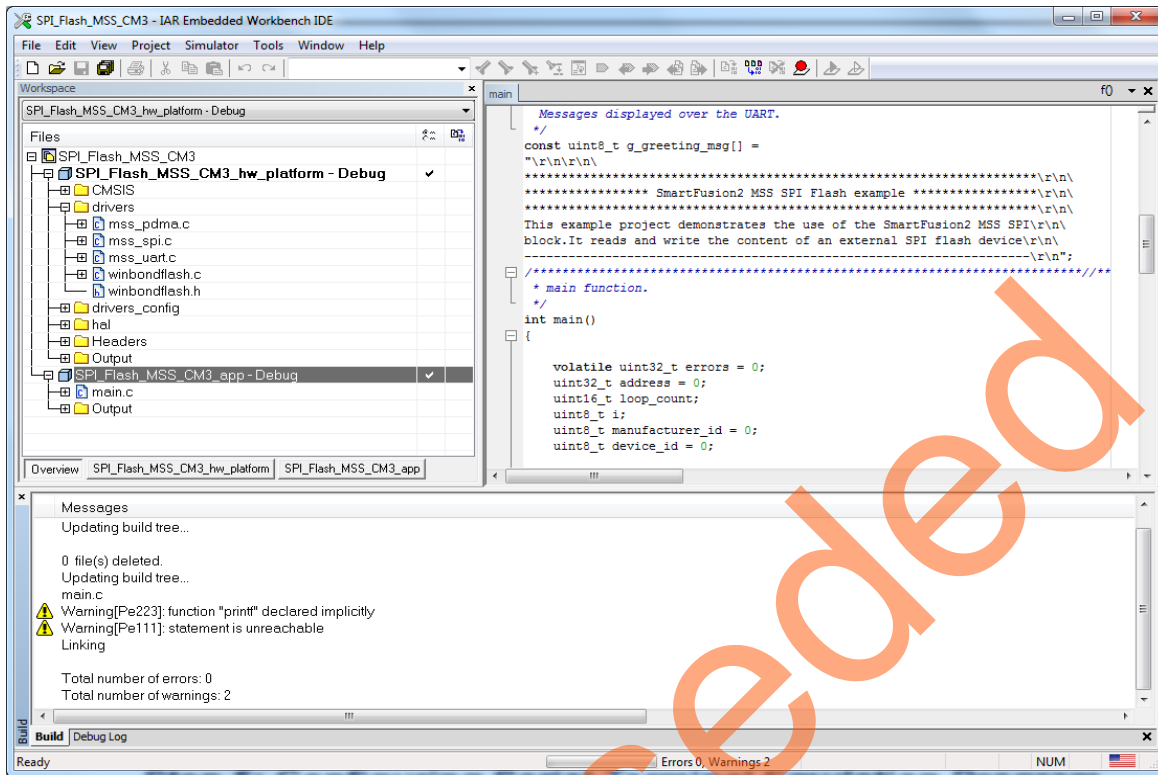 SPI_Flash_MSS_CM3 - IAR Embedded Workbench IDE
File Edit View Project Simulator Tools Window Help
Workspace
SPI_Flash_MSS_CM3_hw_platform - Debug
Files
SPI_Flash_MSS_CM3
SPI_Flash_MSS_CM3_hw_platform - Debug
CMSIS
drivers
mss_pdma.c
mss_spi.c
mss_uart.c
winbondflash.c
winbondflash.h
drivers_config
hal
Headers
Output
SPI_Flash_MSS_CM3_app - Debug
main.c
Output
Overview SPI_Flash_MSS_CM3_hw_platform SPI_Flash_MSS_CM3_app
main
f()
Messages displayed over the UART.
*/
const uint8_t g_greeting_msg[] =
"\r\n\r\n\
**********************************************************************\r\n\
***************** SmartFusion2 MSS SPI Flash example *****************\r\n\
**********************************************************************\r\n\
This example project demonstrates the use of the SmartFusion2 MSS SPI\r\n\
block.It reads and write the content of an external SPI flash device\r\n\
----------------------------------------------------------------------\r\n";
/***************************************************************************//**
* main function.
*/
int main()
{
volatile uint32_t errors = 0;
uint32_t address = 0;
uint16_t loop_count;
uint8_t i;
uint8_t manufacturer_id = 0;
uint8_t device_id = 0;
Messages
Updating build tree...
0 file(s) deleted.
Updating build tree...
main.c
Warning[Pe223]: function "printf" declared implicitly
Warning[Pe111]: statement is unreachable
Linking
Total number of errors: 0
Total number of warnings: 2
Build
Build Debug Log
Ready
Errors 0, Warnings 2
NUM
seded